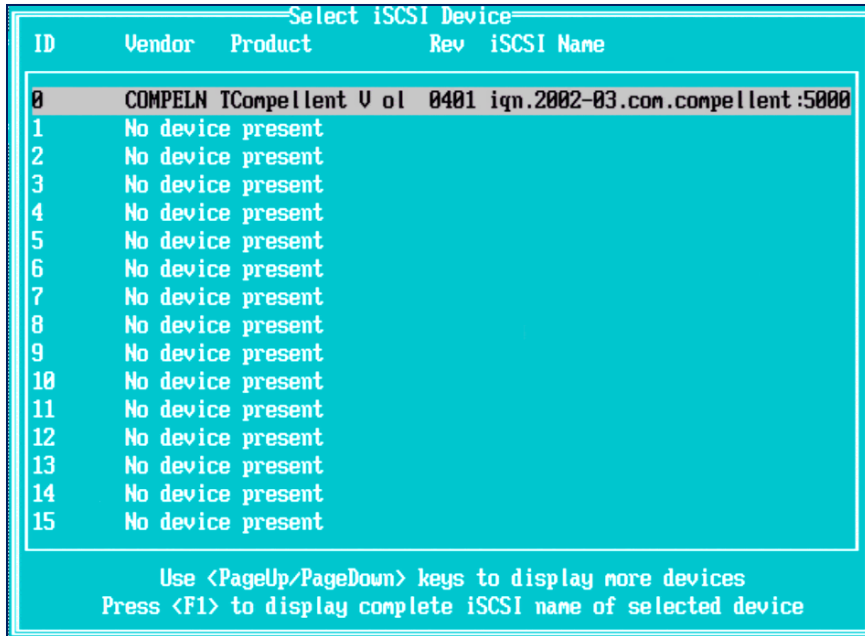 Select iSCSI Device
ID Vendor Product Rev iSCSI Name
0 COMPELN TCompellent V ol 0401 iqn.2002-03.com.compellent:5000
1 No device present
2 No device present
3 No device present
4 No device present
5 No device present
6 No device present
7 No device present
8 No device present
9 No device present
10 No device present
11 No device present
12 No device present
13 No device present
14 No device present
15 No device present
Use <PageUp/PageDown> keys to display more devices
Press <F1> to display complete iSCSI name of selected device